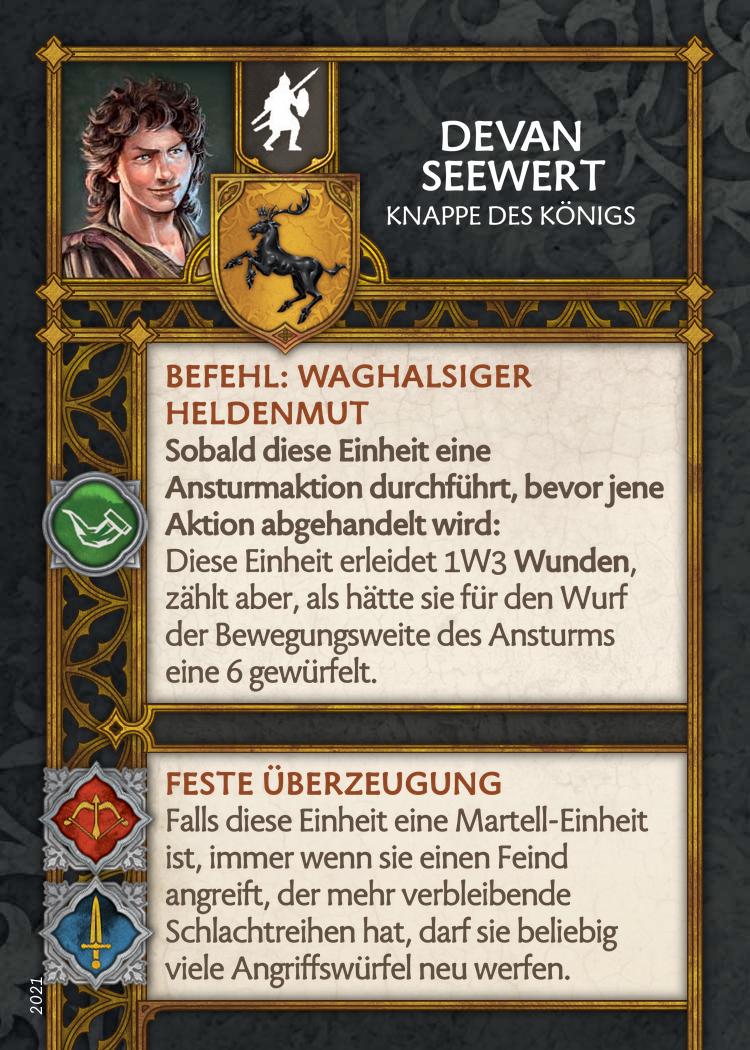 DEVAN
SEEWERT
KNAPPE DES KÖNIGS
BEFEHL: WAGHALSIGER
HELDENMUT
Sobald diese Einheit eine
Ansturmaktion durchführt, bevor jene
Aktion abgehandelt wird:
Diese Einheit erleidet 1W3 Wunden,
zählt aber, als hätte sie für den Wurf
der Bewegungsweite des Ansturms
eine 6 gewürfelt.
FESTE ÜBERZEUGUNG
Falls diese Einheit eine Martell-Einheit
ist, immer wenn sie einen Feind
angreift, der mehr verbleibende
Schlachtreihen hat, darf sie beliebig
viele Angriffswürfel neu werfen.
2021